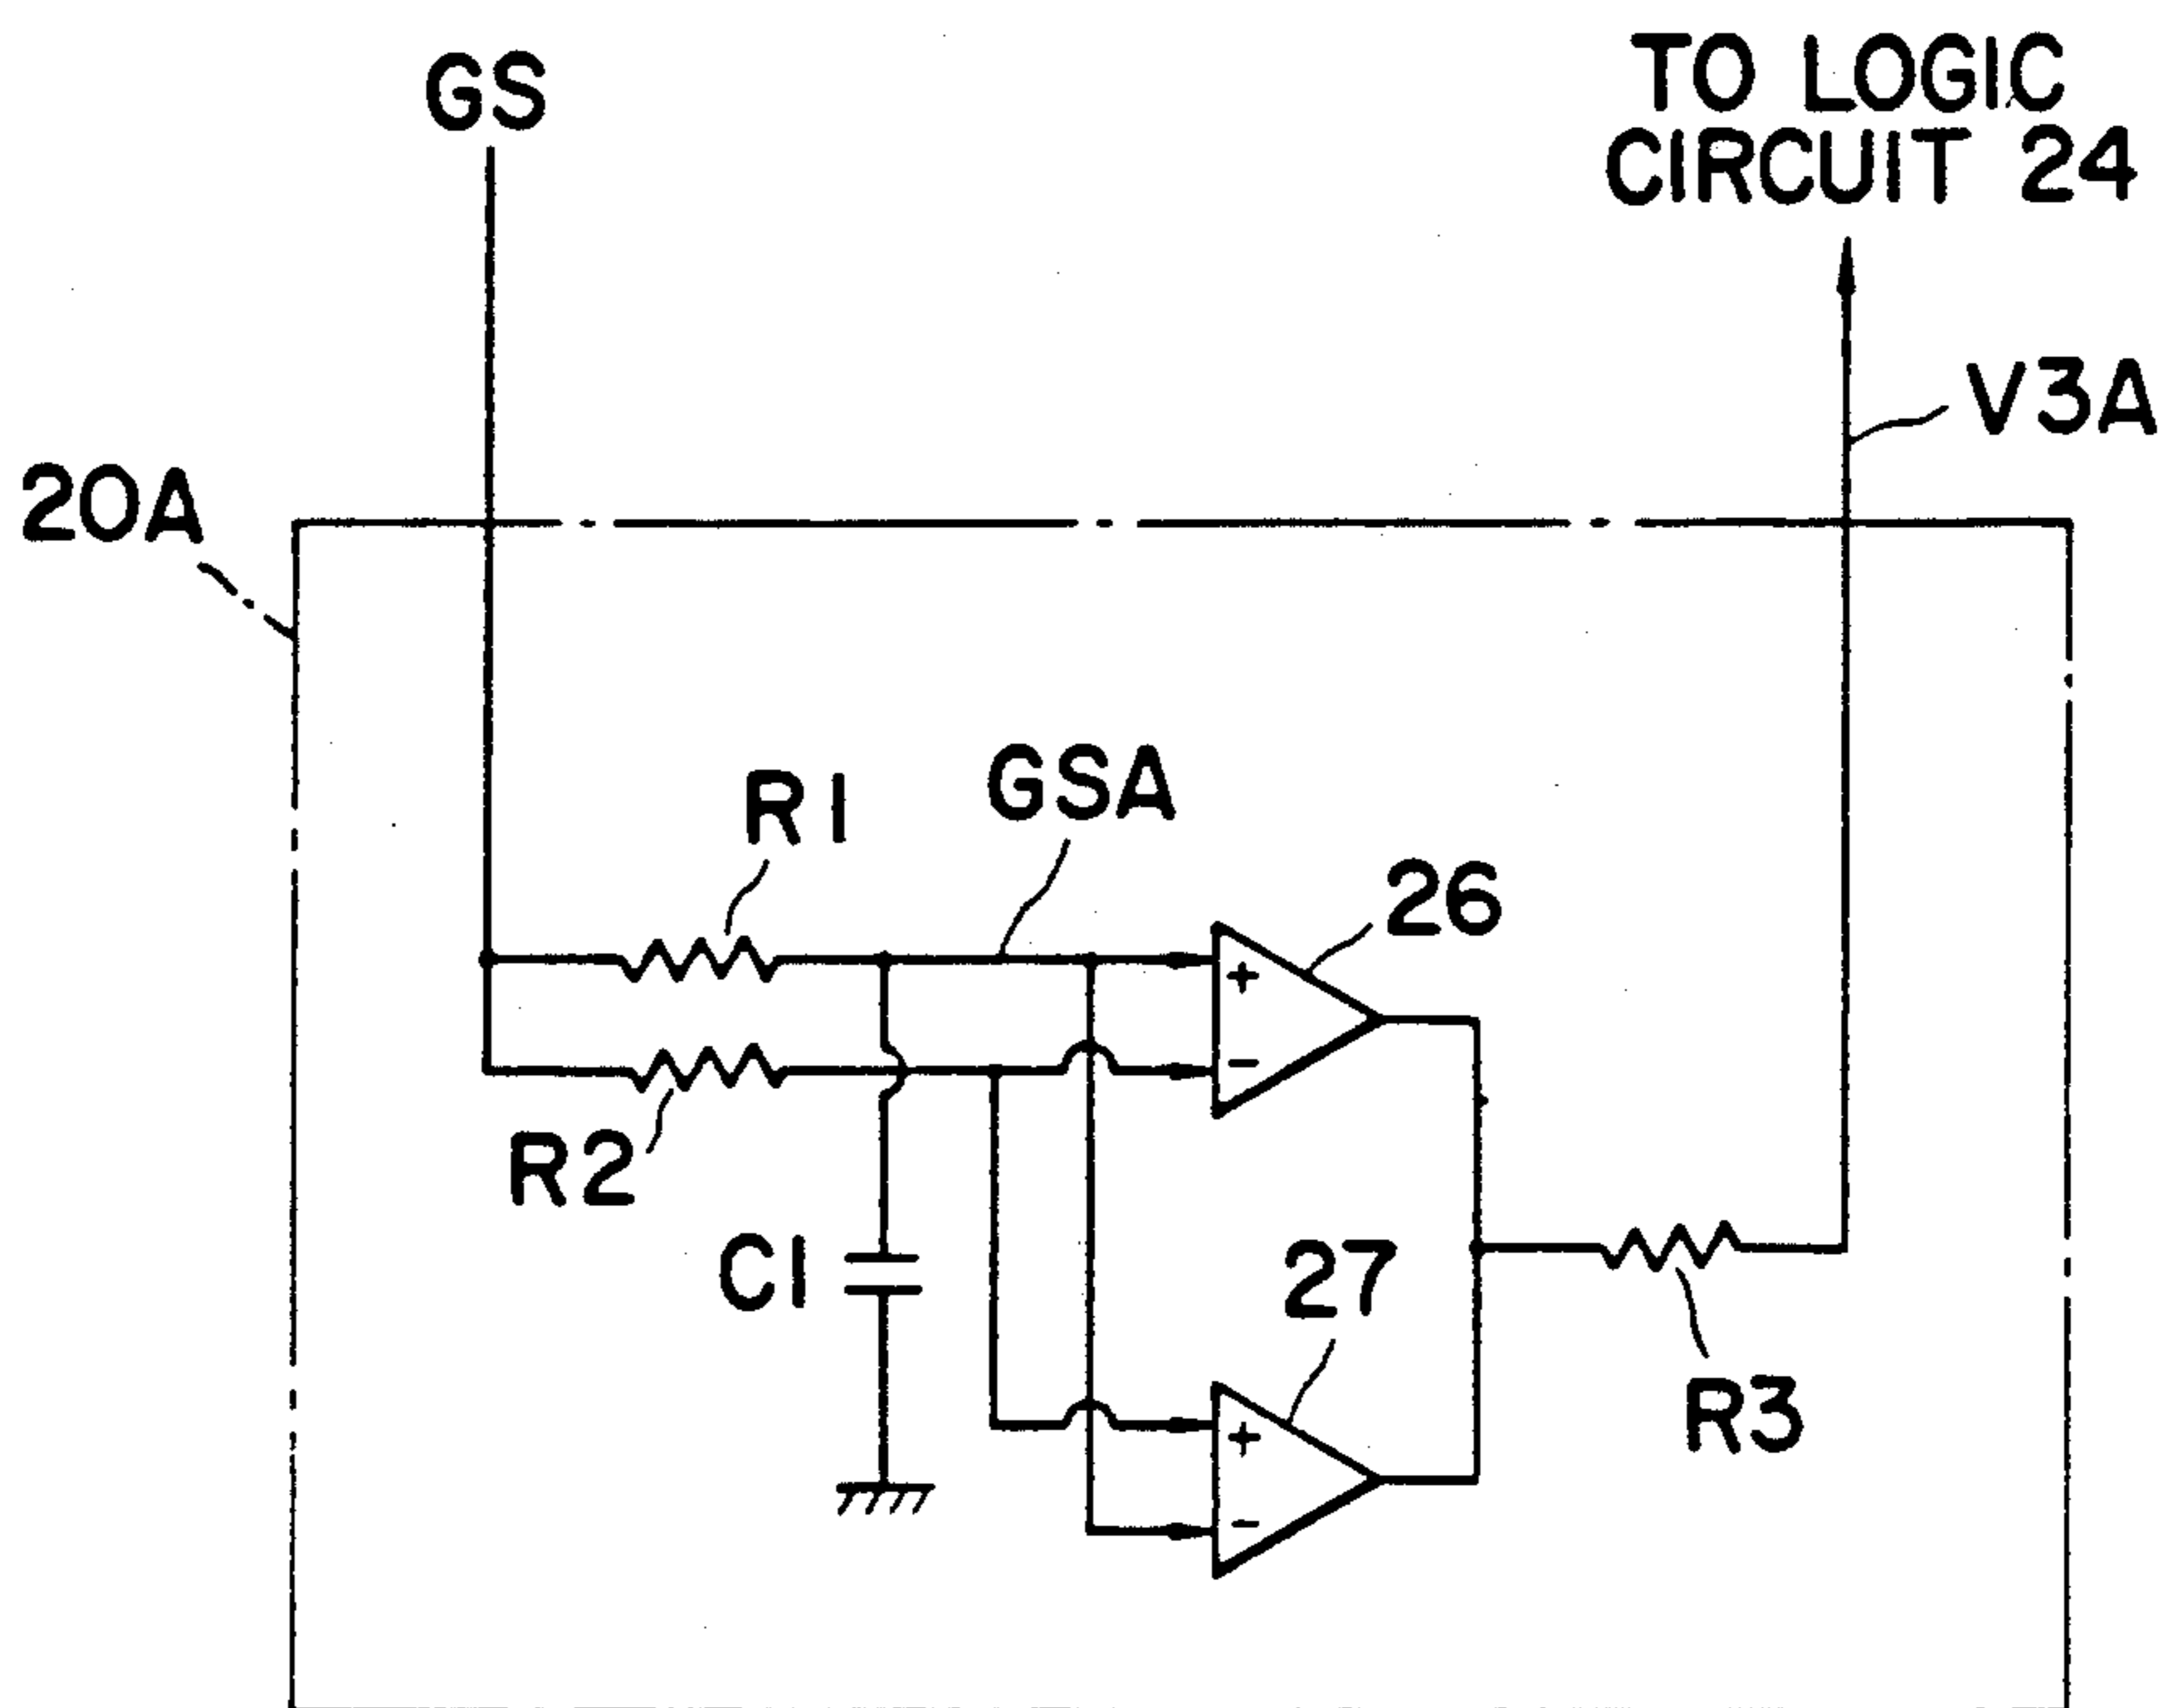 GS
TO LOGIC
CIRCUIT 24
V3A
20A
R1
GSA
26
+
-
R2
C1
27
+
-
R3